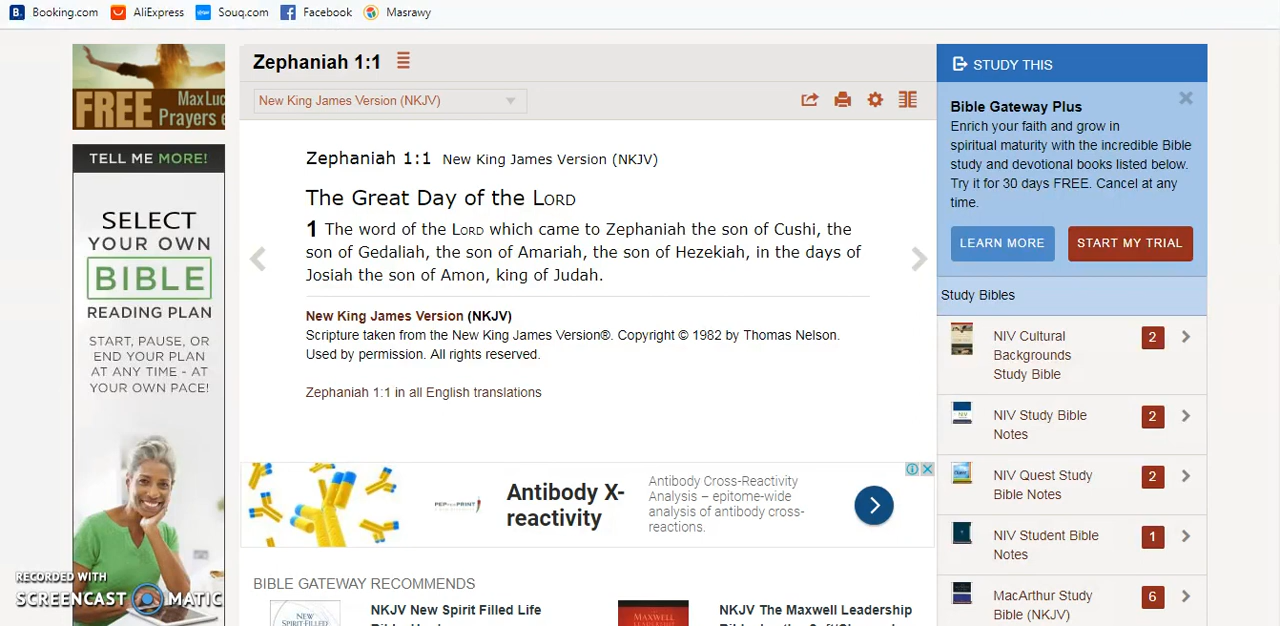 Booking.com AliExpress Souq.com Facebook Masrawy
FREE MaxLuc
Prayers
TELL ME MORE!
SELECT
YOUR OWN
BIBLE
READING PLAN
START, PAUSE, OR
END YOUR PLAN
AT ANY TIME - AT
YOUR OWN PACE!
RECORDED WITH
SCREENCAST MATIC
Zephaniah 1:1
New King James Version (NKJV)
Zephaniah 1:1 New King James Version (NKJV)
The Great Day of the LORD
1 The word of the LORD which came to Zephaniah the son of Cushi, the
son of Gedaliah, the son of Amariah, the son of Hezekiah, in the days of
Josiah the son of Amon, king of Judah.
New King James Version (NKJV)
Scripture taken from the New King James Version®. Copyright © 1982 by Thomas Nelson.
Used by permission. All rights reserved.
Zephaniah 1:1 in all English translations
Antibody X-
reactivity
Antibody Cross-Reactivity
Analysis – epitome-wide
analysis of antibody cross-
reactions.
BIBLE GATEWAY RECOMMENDS
NEW
NKJV New Spirit Filled Life
MAXWELL
LEADERSHIP
NKJV The Maxwell Leadership
STUDY THIS
Bible Gateway Plus
Enrich your faith and grow in
spiritual maturity with the incredible Bible
study and devotional books listed below.
Try it for 30 days FREE. Cancel at any
time.
LEARN MORE START MY TRIAL
Study Bibles
NIV Cultural
Backgrounds
Study Bible
2
NIV Study Bible
Notes
2
NIV Quest Study
Bible Notes
2
NIV Student Bible
Notes
1
MacArthur Study
Bible (NKJV)
6